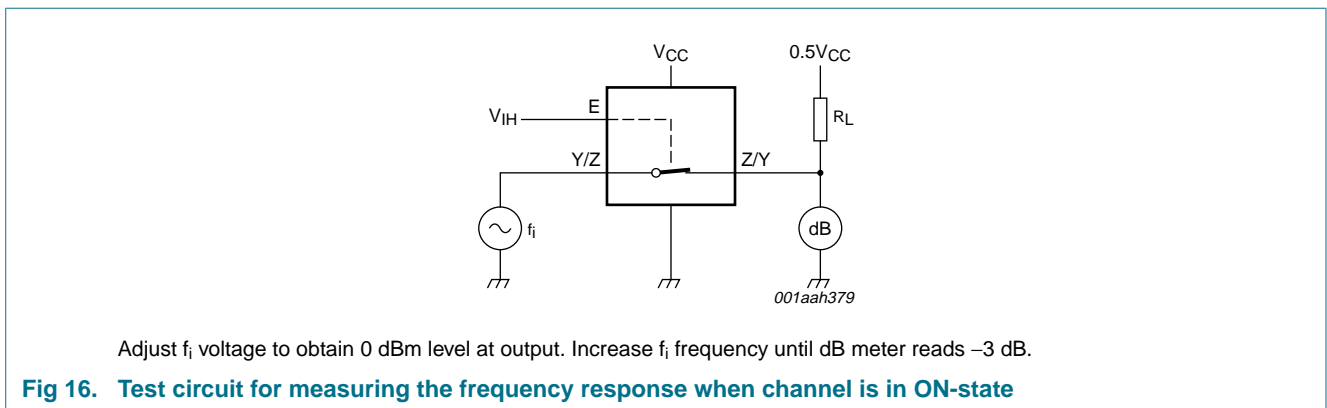 VCC
0.5VCC
VIH
E
RL
Y/Z
Z/Y
fi
dB
001aah379
Adjust fi voltage to obtain 0 dBm level at output. Increase fi frequency until dB meter reads −3 dB.
Fig 16. Test circuit for measuring the frequency response when channel is in ON-state